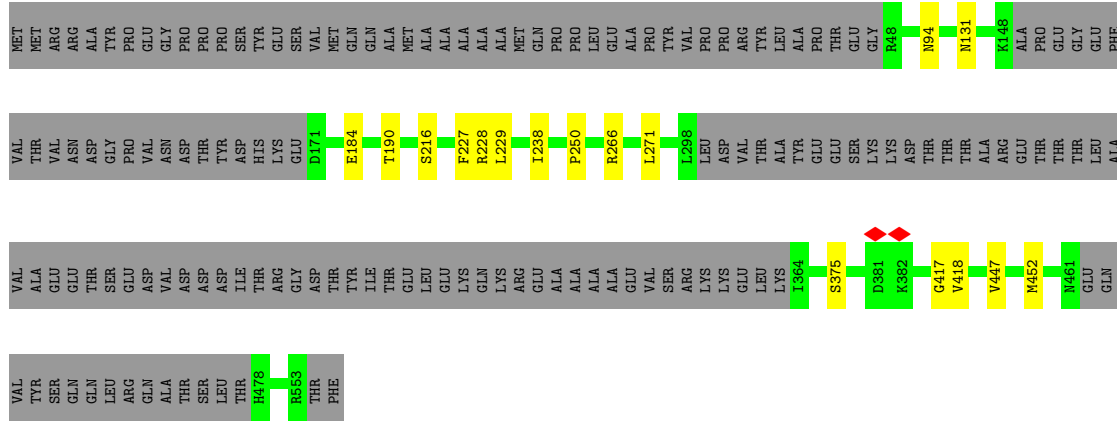 MET MET ARG ARG ALA TYR PRO GLU GLY PRO PRO PRO SER TYR GLU SER VAL MET GLN GLN ALA MET ALA ALA ALA ALA ALA MET GLN PRO PRO LEU GLU ALA PRO TYR VAL PRO PRO ARG TYR LEU ALA PRO THR GLU GLY R48 N94 N131 K148 ALA PRO GLU GLY GLU PHE
VAL THR VAL ASN ASP GLY PRO VAL ASN ASP THR TYR ASP HIS LYS GLU D171 E184 T190 S216 F227 R228 L229 I238 P250 R266 L271 L298 LEU ASP VAL THR ALA TYR GLU GLU SER LYS LYS ASP THR THR THR ALA ARG GLU THR THR THR LEU ALA
VAL ALA GLU GLU THR SER GLU ASP VAL ASP ASP ASP ILE THR ARG GLY ASP THR TYR ILE THR GLU LEU GLU LYS GLN LYS ARG GLU ALA ALA ALA ALA GLU VAL SER ARG LYS LYS GLU LEU LYS I364 S375 D381 K382 G417 V418 V447 M452 N461 GLU GLN
VAL TYR SER GLN GLN LEU ARG GLN ALA THR SER LEU THR H478 R553 THR PHE